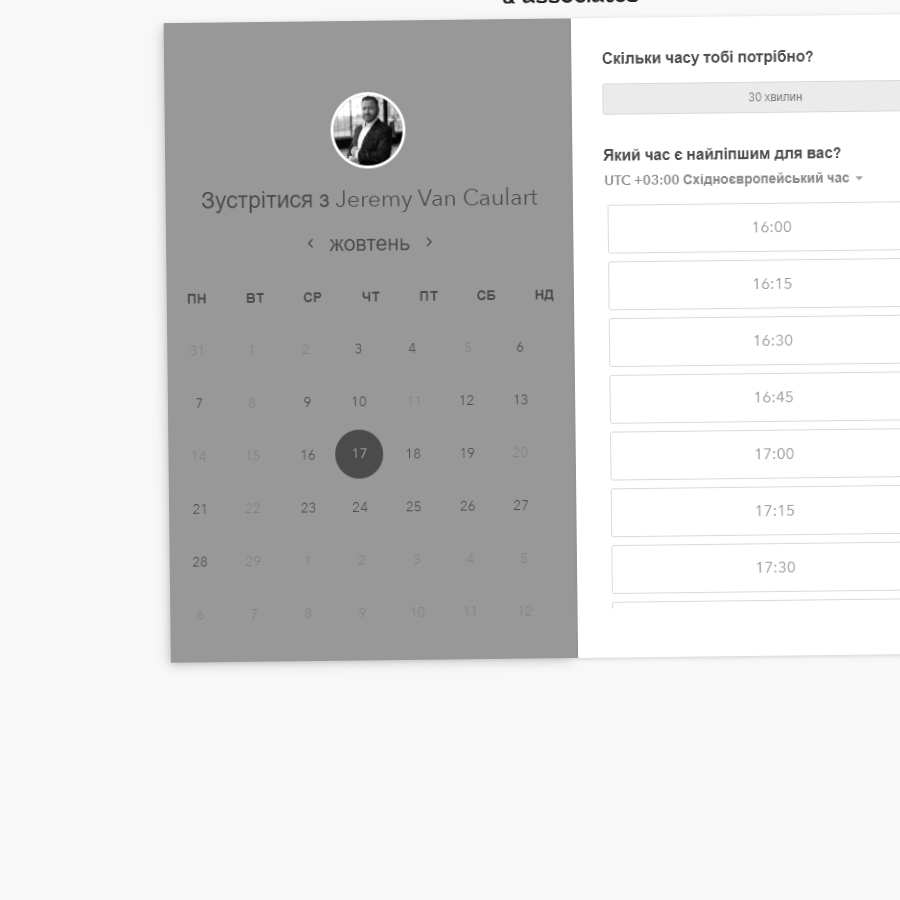 & associates
Зустрітися з Jeremy Van Caulart
‹ жовтень ›
ПН ВТ СР ЧТ ПТ СБ НД
31 1 2 3 4 5 6
7 8 9 10 11 12 13
14 15 16 17 18 19 20
21 22 23 24 25 26 27
28 29 1 2 3 4 5
6 7 8 9 10 11 12
Скільки часу тобі потрібно?
30 хвилин
Який час є найліпшим для вас?
UTC +03:00 Східноєвропейський час
16:00
16:15
16:30
16:45
17:00
17:15
17:30